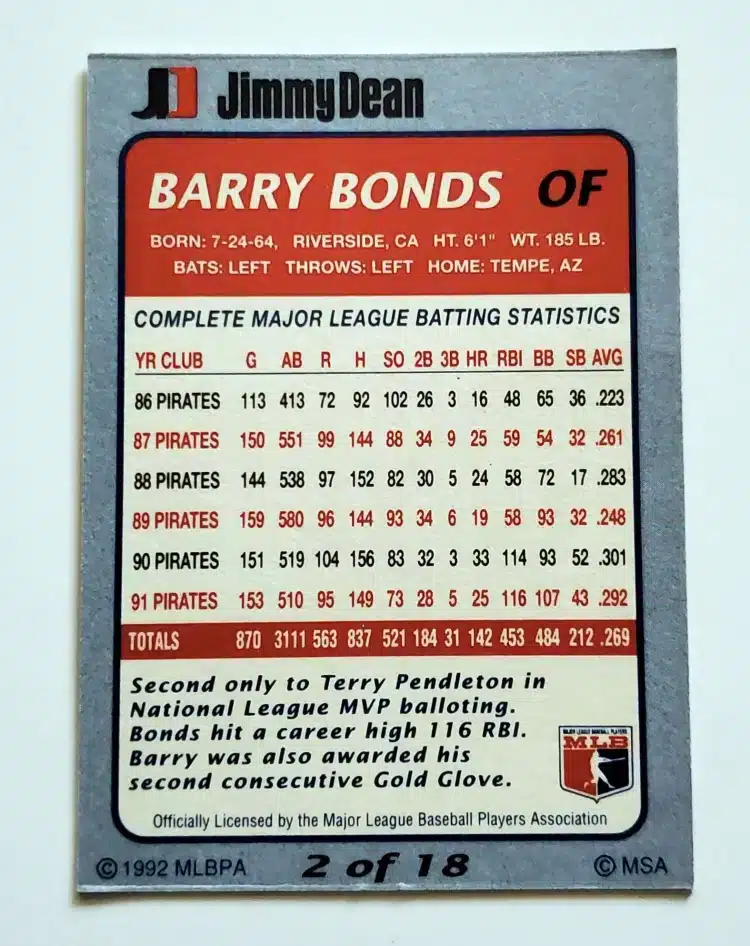 JimmyDean
BARRY BONDS OF
BORN: 7-24-64, RIVERSIDE, CA HT. 6'1" WT. 185 LB.
BATS: LEFT THROWS: LEFT HOME: TEMPE, AZ
COMPLETE MAJOR LEAGUE BATTING STATISTICS
YR CLUB G AB R H SO 2B 3B HR RBI BB SB AVG
86 PIRATES 113 413 72 92 102 26 3 16 48 65 36 .223
87 PIRATES 150 551 99 144 88 34 9 25 59 54 32 .261
88 PIRATES 144 538 97 152 82 30 5 24 58 72 17 .283
89 PIRATES 159 580 96 144 93 34 6 19 58 93 32 .248
90 PIRATES 151 519 104 156 83 32 3 33 114 93 52 .301
91 PIRATES 153 510 95 149 73 28 5 25 116 107 43 .292
TOTALS 870 3111 563 837 521 184 31 142 453 484 212 .269
Second only to Terry Pendleton in
National League MVP balloting.
Bonds hit a career high 116 RBI.
Barry was also awarded his
second consecutive Gold Glove.
MAJOR LEAGUE BASEBALL PLAYERS
MLB
Officially Licensed by the Major League Baseball Players Association
© 1992 MLBPA 2 of 18 © MSA